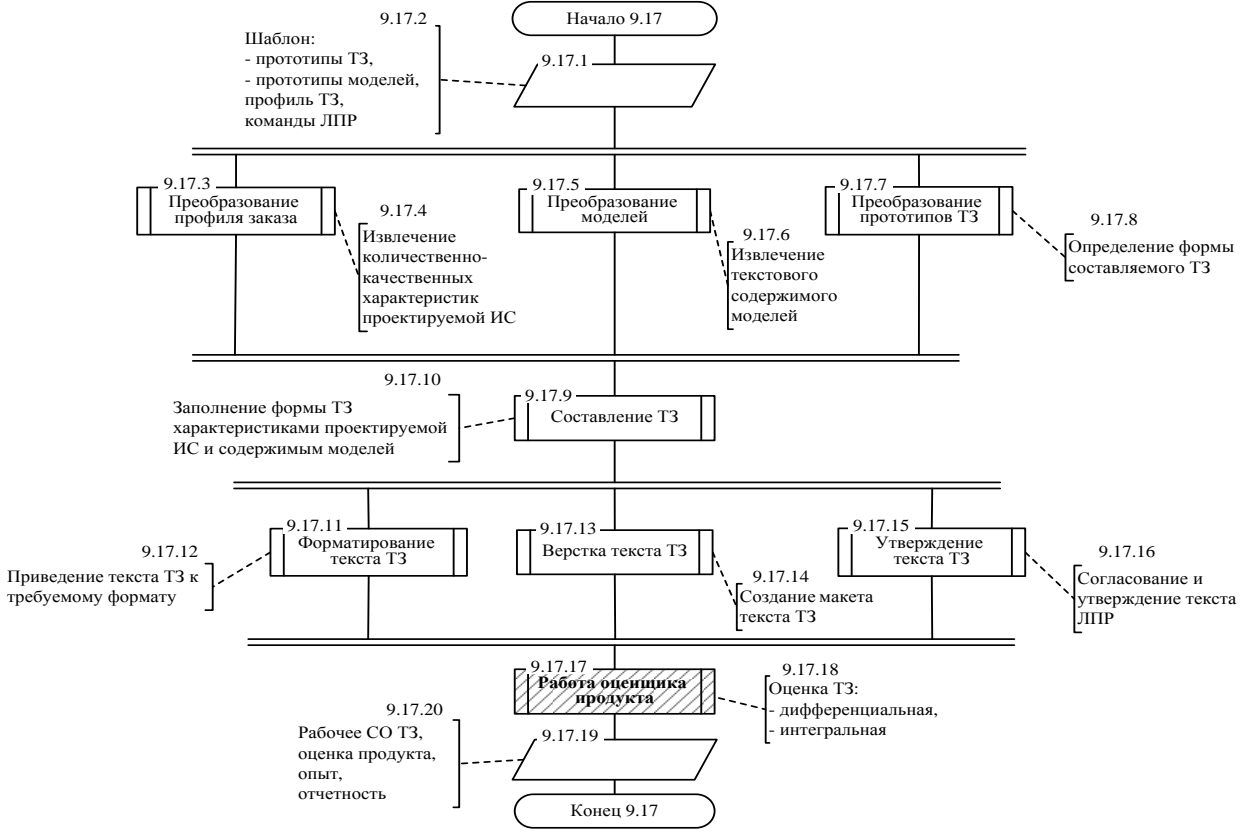 Начало 9.17
9.17.2
Шаблон:
- прототипы ТЗ,
- прототипы моделей,
профиль ТЗ,
команды ЛПР
9.17.1
9.17.3
Преобразование
профиля заказа
9.17.4
Извлечение
количественно-
качественных
характеристик
проектируемой ИС
9.17.5
Преобразование
моделей
9.17.6
Извлечение
текстового
содержимого
моделей
9.17.7
Преобразование
прототипов ТЗ
9.17.8
Определение формы
составляемого ТЗ
9.17.10
Заполнение формы ТЗ
характеристиками проектируемой
ИС и содержимым моделей
9.17.9
Составление ТЗ
9.17.11
Форматирование
текста ТЗ
9.17.12
Приведение текста ТЗ к
требуемому формату
9.17.13
Верстка текста ТЗ
9.17.14
Создание макета
текста ТЗ
9.17.15
Утверждение
текста ТЗ
9.17.16
Согласование и
утверждение текста
ЛПР
9.17.17
Работа оценщика
продукта
9.17.18
Оценка ТЗ:
- дифференциальная,
- интегральная
9.17.20
Рабочее СО ТЗ,
оценка продукта,
опыт,
отчетность
9.17.19
Конец 9.17